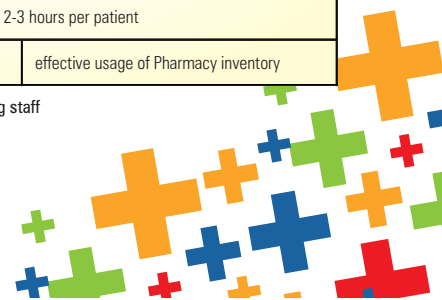 2-3 hours per patient
effective usage of Pharmacy inventory
staff